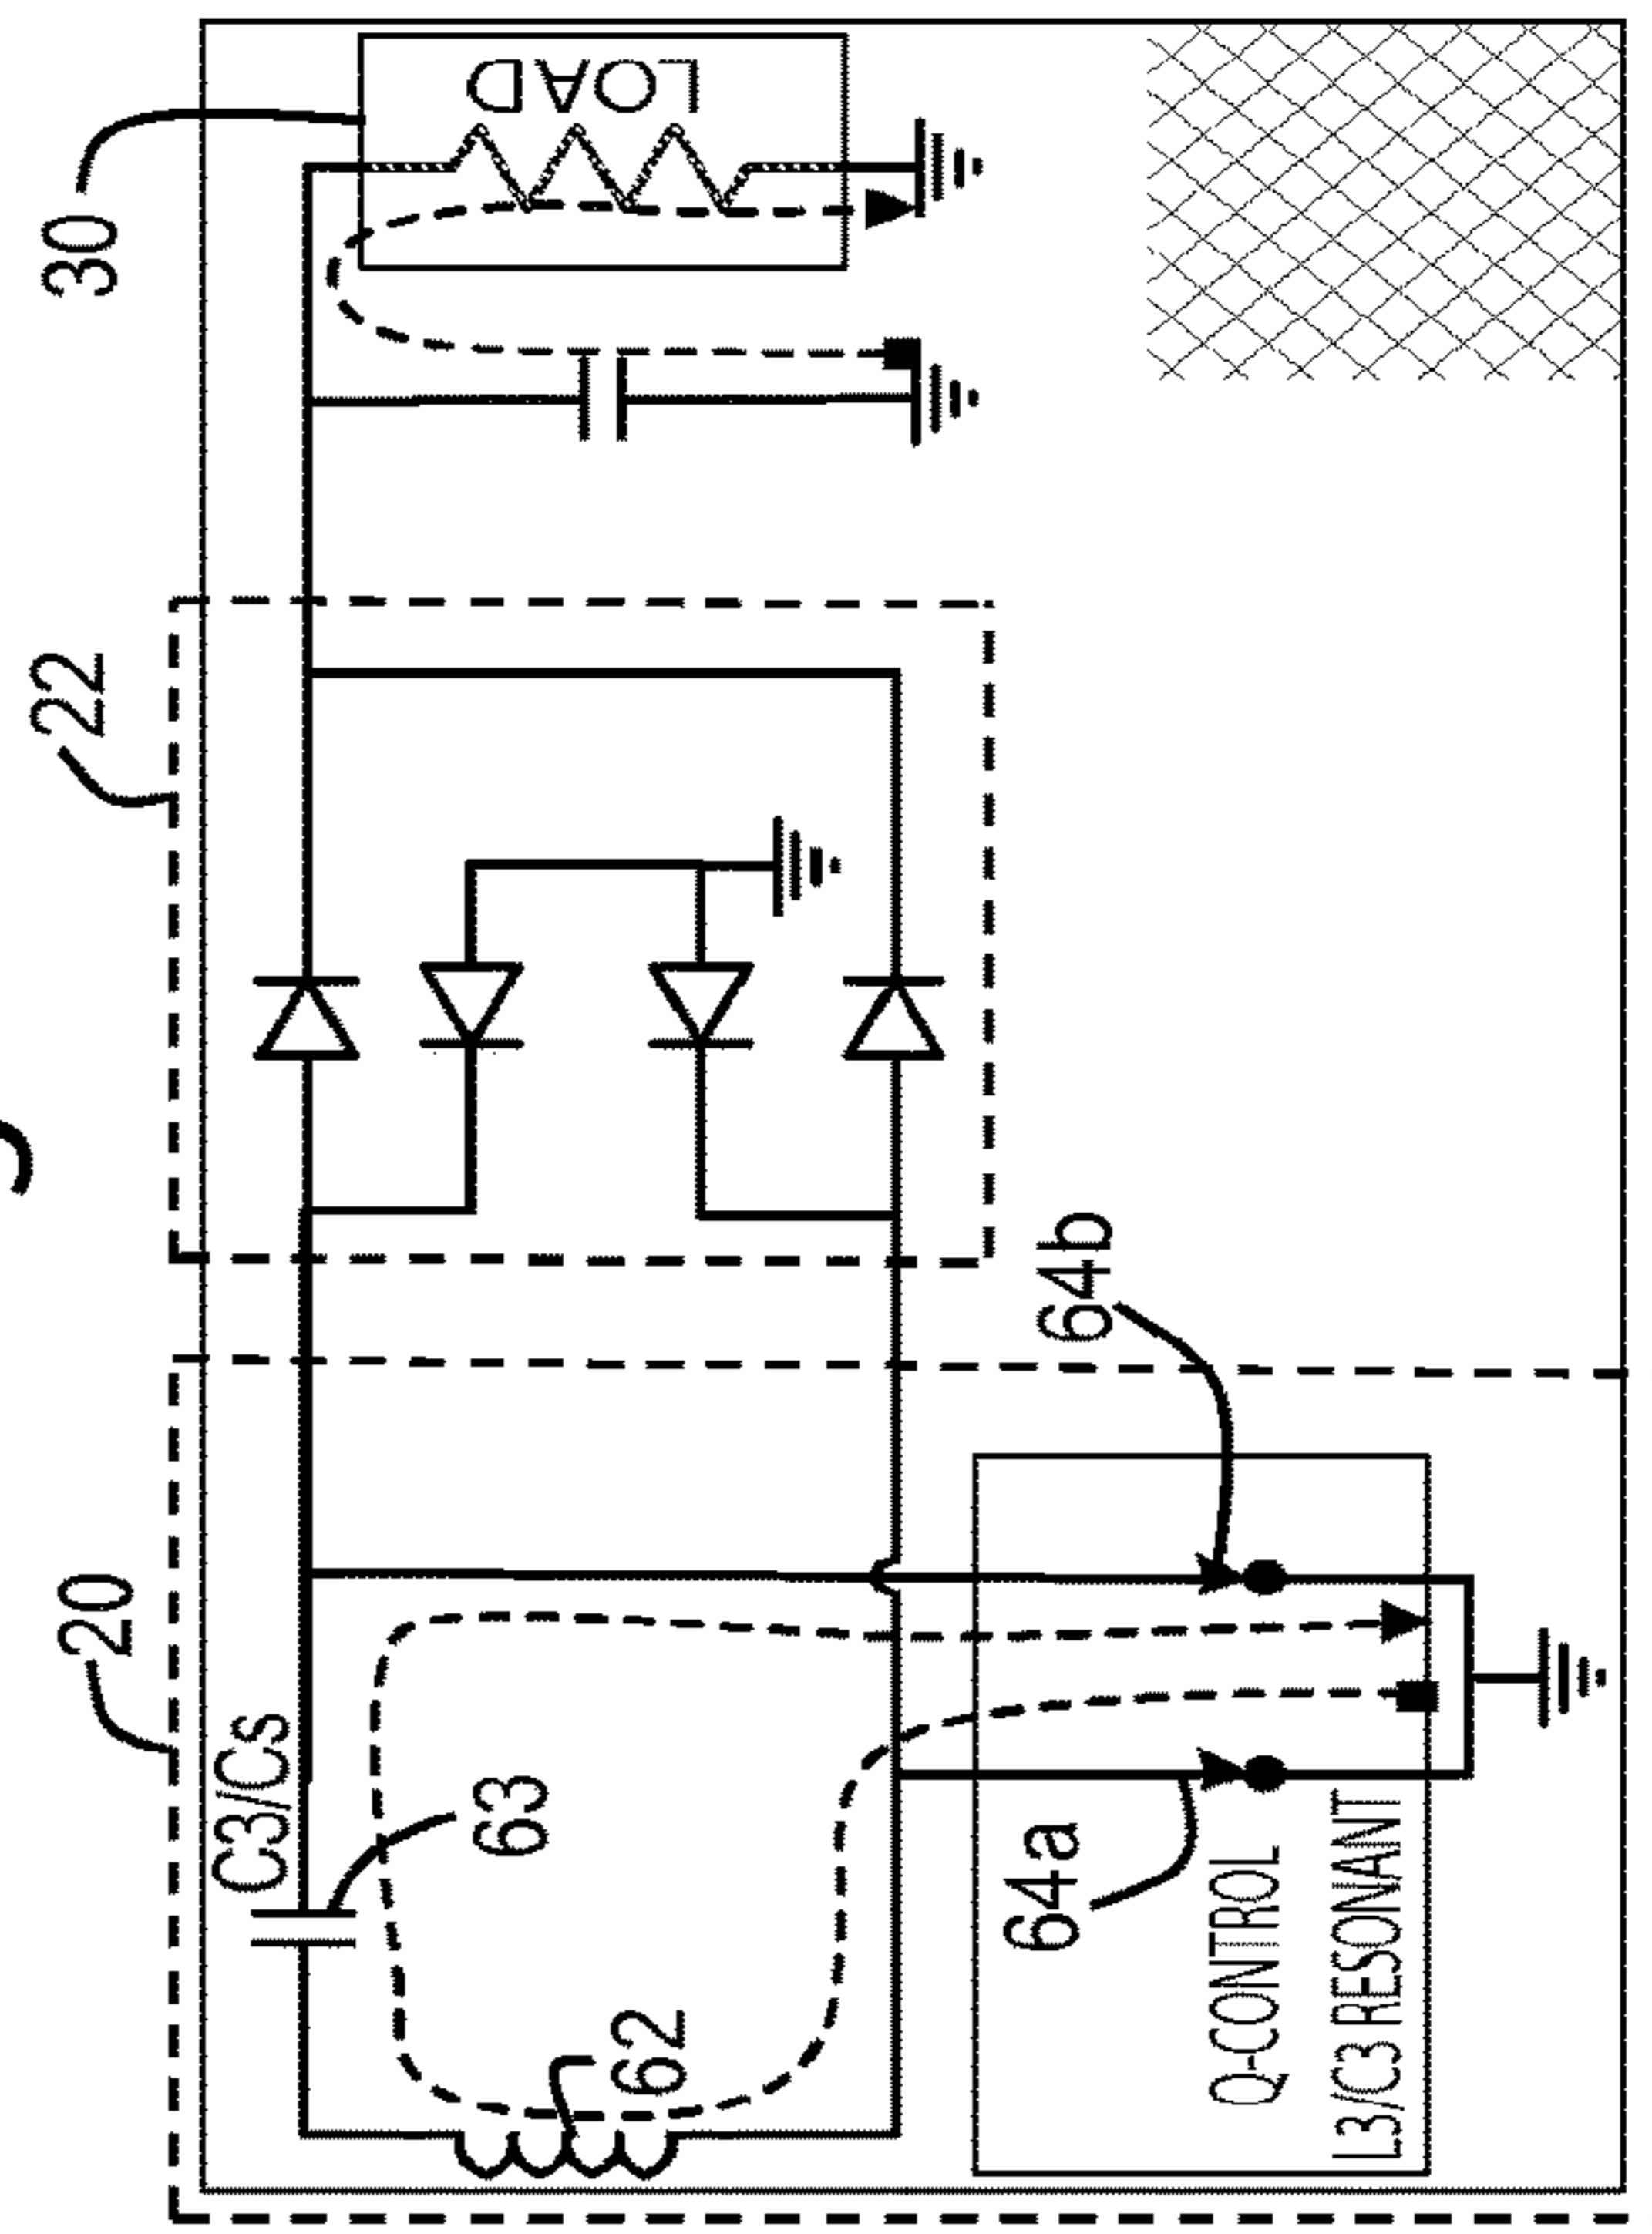 20
22
30
C3/Cs
63
LOAD
62
64a
64b
Q-CONTROL
L3/C3 RESONANT